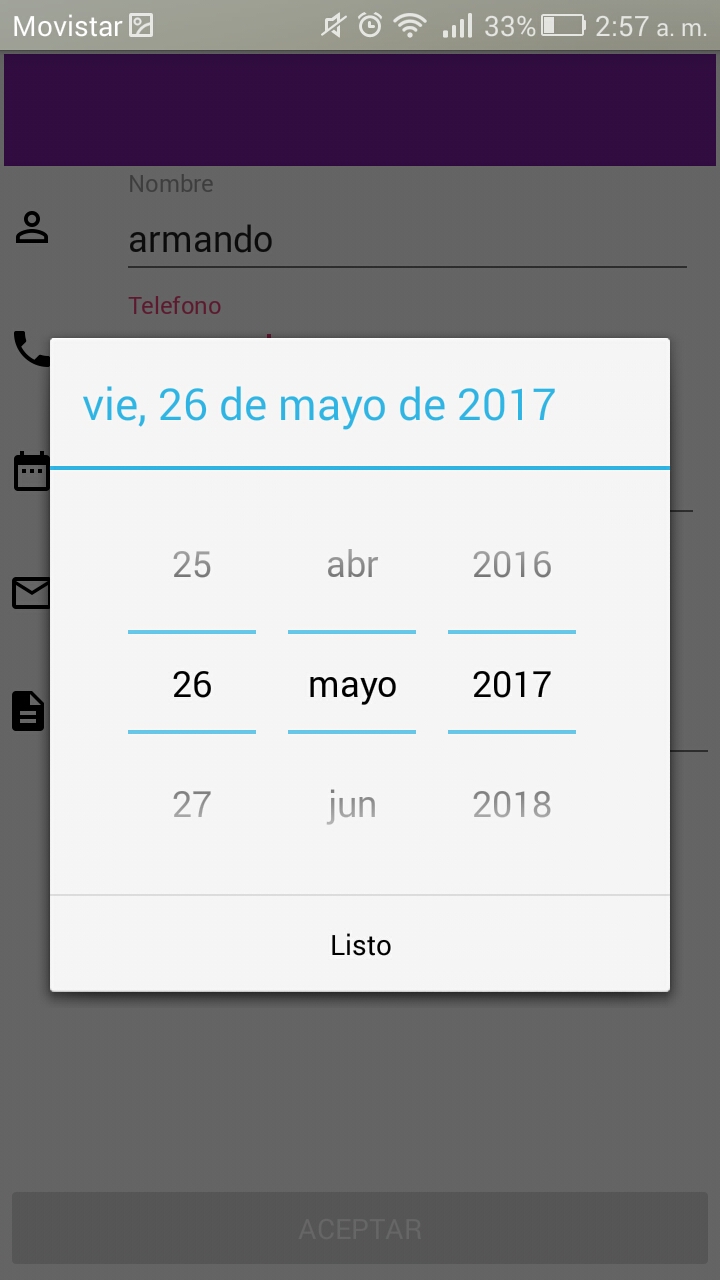 Movistar 33% 2:57 a. m.
Nombre
armando
Telefono
vie, 26 de mayo de 2017
25 abr 2016
26 mayo 2017
27 jun 2018
Listo
ACEPTAR